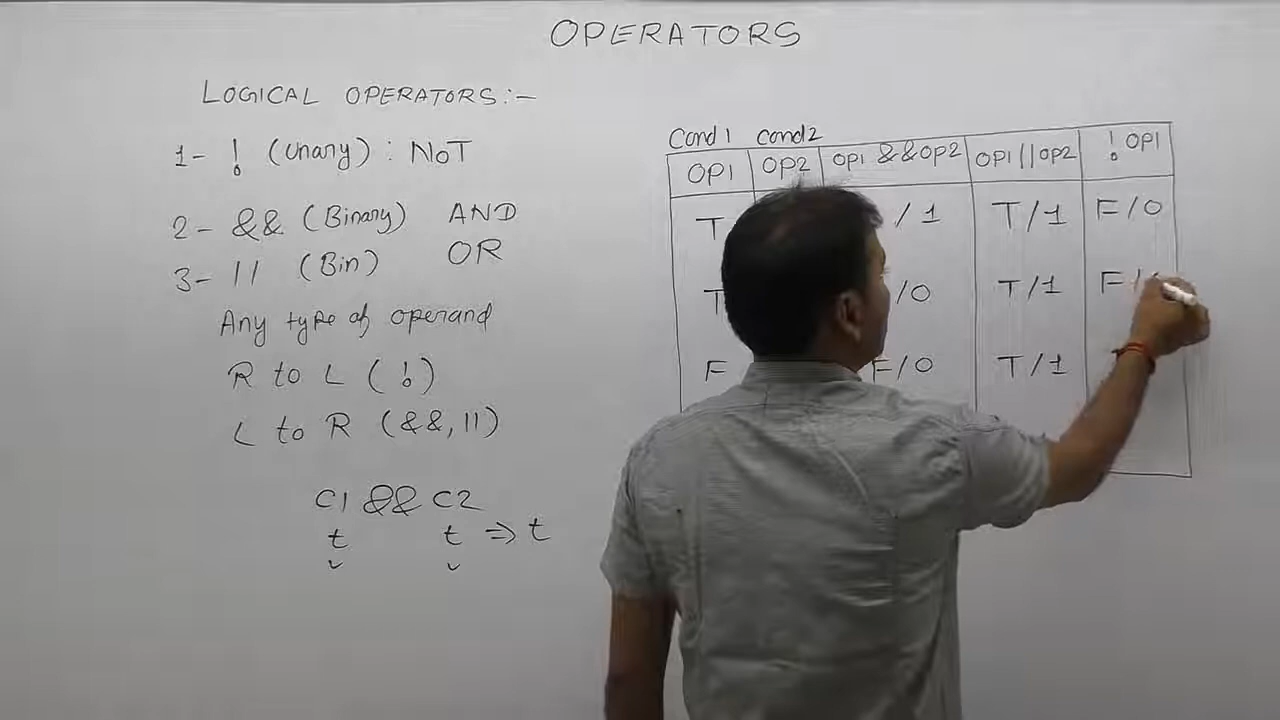 OPERATORS
LOGICAL OPERATORS:-
1- ! (Unary) : NOT
2- && (Binary) AND
3- || (Bin) OR
Any type of operand
R to L (!)
L to R (&&, ||)
C1 && C2
t t => t
Cond1 Cond2
OP1 OP2 OP1 &&OP2 OP1||OP2 !OP1
T /1 T/1 F/0
T /0 T/1 F/
F F/0 T/1